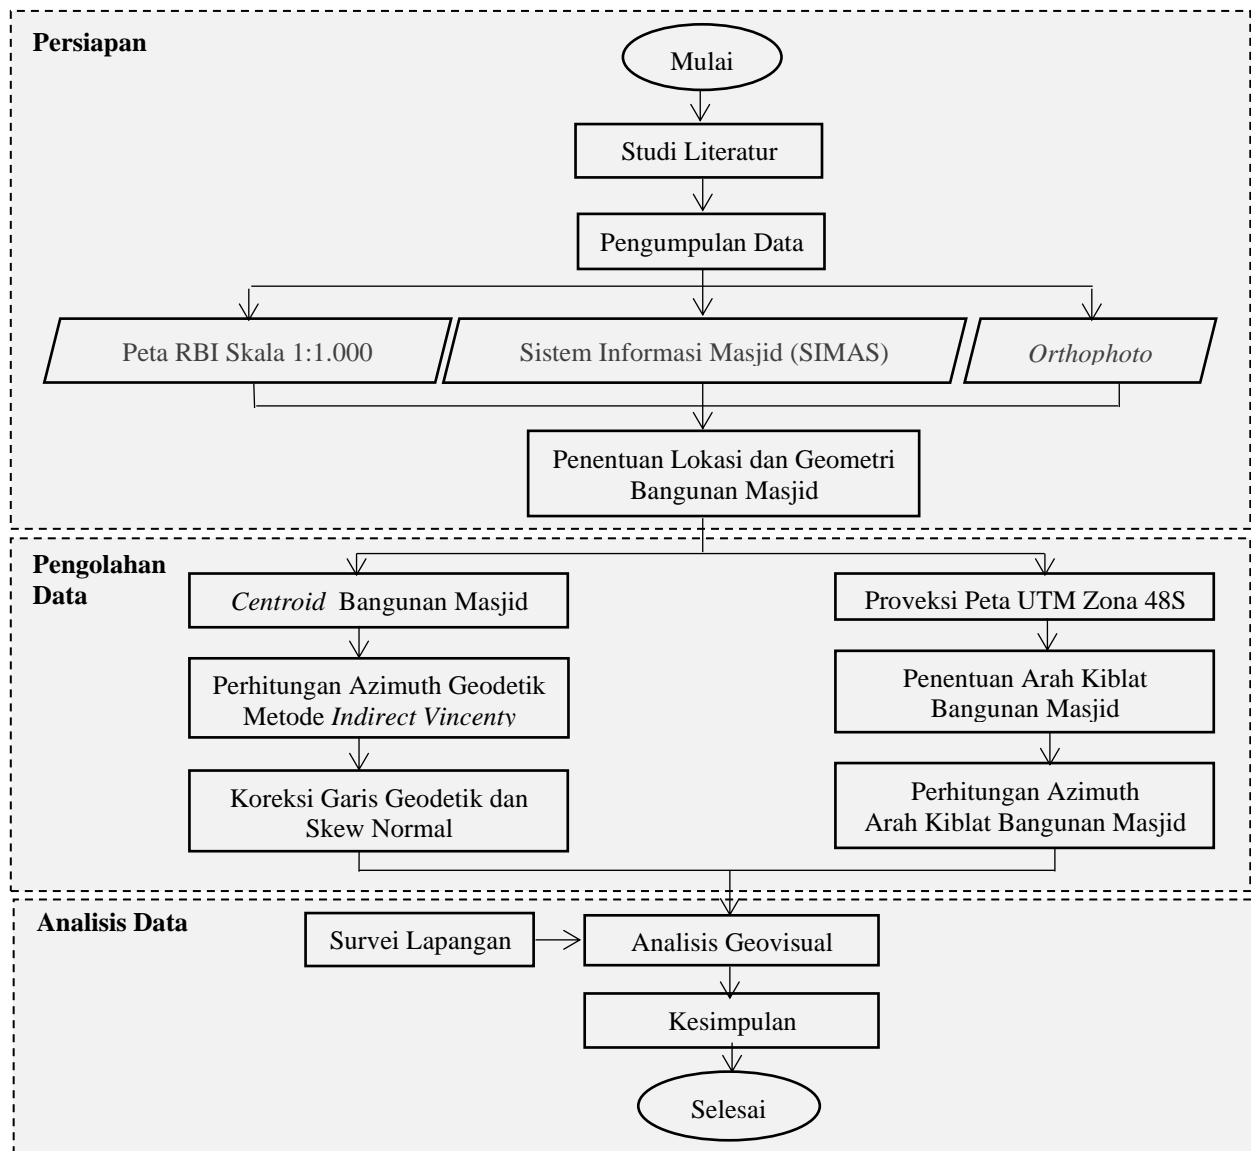 Persiapan
Mulai
Studi Literatur
Pengumpulan Data
Peta RBI Skala 1:1.000
Sistem Informasi Masjid (SIMAS)
Orthophoto
Penentuan Lokasi dan Geometri
Bangunan Masjid
Pengolahan
Data
Centroid Bangunan Masjid
Perhitungan Azimuth Geodetik
Metode Indirect Vincenty
Koreksi Garis Geodetik dan
Skew Normal
Proyeksi Peta UTM Zona 48S
Penentuan Arah Kiblat
Bangunan Masjid
Perhitungan Azimuth
Arah Kiblat Bangunan Masjid
Analisis Data
Survei Lapangan
Analisis Geovisual
Kesimpulan
Selesai